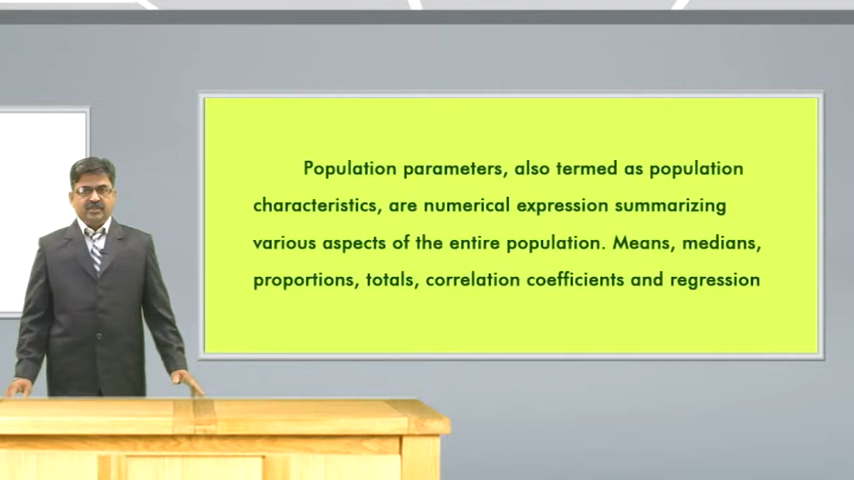 Population parameters, also termed as population
characteristics, are numerical expression summarizing
various aspects of the entire population. Means, medians,
proportions, totals, correlation coefficients and regression